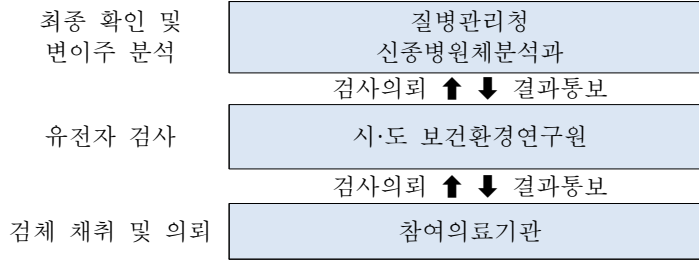 최종 확인 및
변이주 분석
질병관리청
신종병원체분석과
검사의뢰 ⬆ ⬇ 결과통보
유전자 검사
시·도 보건환경연구원
검사의뢰 ⬆ ⬇ 결과통보
검체 채취 및 의뢰
참여의료기관